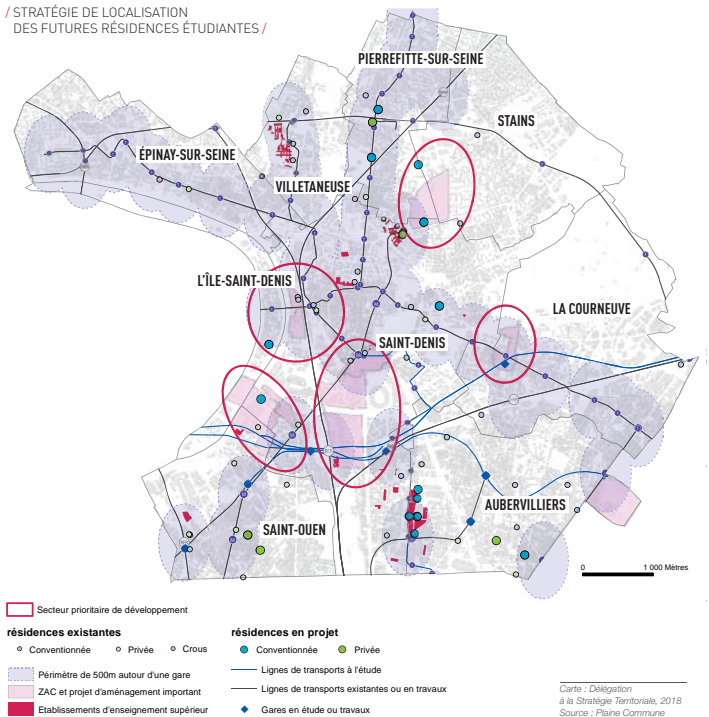 / STRATÉGIE DE LOCALISATION
DES FUTURES RÉSIDENCES ÉTUDIANTES /
PIERREFITTE-SUR-SEINE
STAINS
ÉPINAY-SUR-SEINE
VILLETANEUSE
L'ÎLE-SAINT-DENIS
LA COURNEUVE
SAINT-DENIS
AUBERVILLIERS
SAINT-OUEN
0 1 000 Mètres
Secteur prioritaire de développement
résidences existantes
Conventionnée Privée Crous
Périmètre de 500m autour d'une gare
ZAC et projet d'aménagement important
Etablissements d'enseignement supérieur
résidences en projet
Conventionnée Privée
Lignes de transports à l'étude
Lignes de transports existantes ou en travaux
Gares en étude ou travaux
Carte : Délégation
à la Stratégie Territoriale, 2018
Source : Plaine Commune